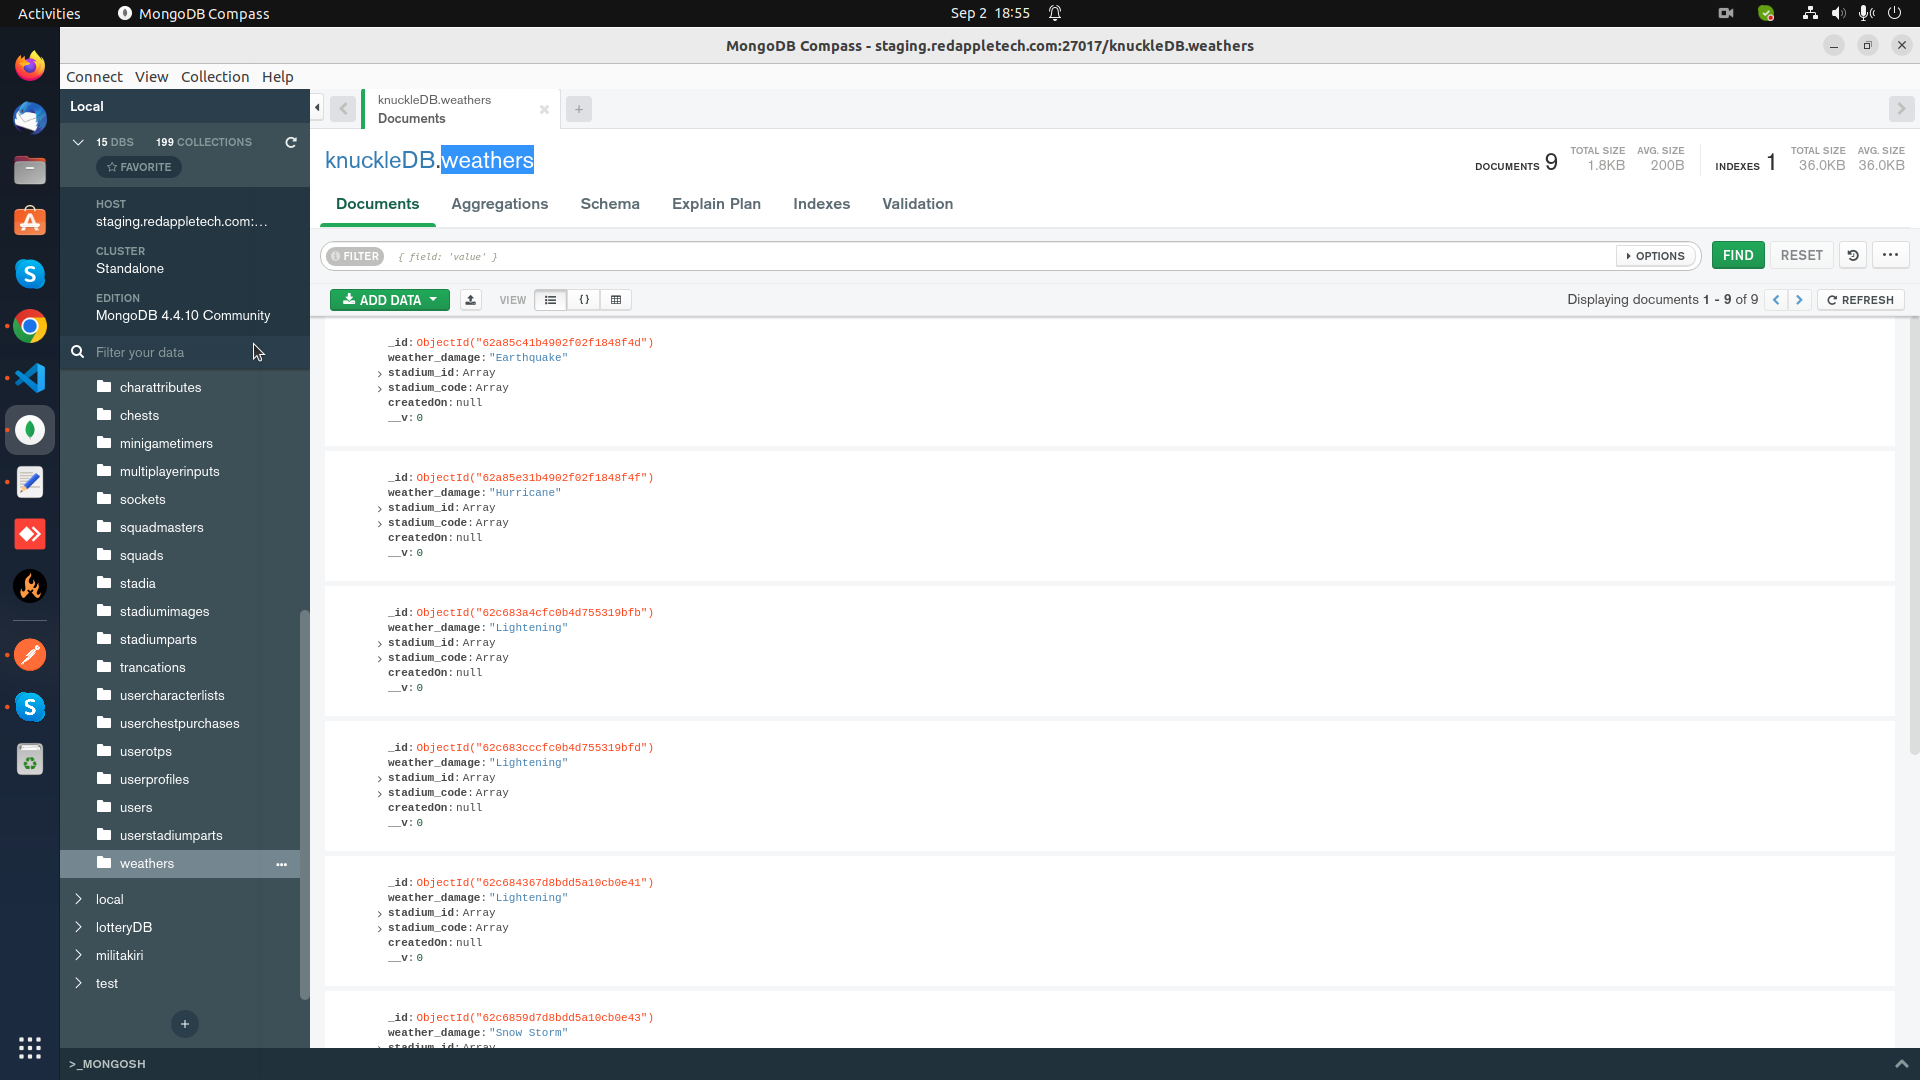 Activities
MongoDB Compass
Sep 2 18:55
MongoDB Compass - staging.redappletech.com:27017/knuckleDB.weathers
Connect View Collection Help
Local
15 DBS 199 COLLECTIONS
FAVORITE
HOST
staging.redappletech.com:...
CLUSTER
Standalone
EDITION
MongoDB 4.4.10 Community
Filter your data
charattributes
chests
minigametimers
multiplayerinputs
sockets
squadmasters
squads
stadia
stadiumimages
stadiumparts
trancations
usercharacterlists
userchestpurchases
userotps
userprofiles
users
userstadiumparts
weathers
local
lotteryDB
militakiri
test
knuckleDB.weathers
Documents
knuckleDB.weathers
DOCUMENTS 9
TOTAL SIZE
1.8KB
AVG. SIZE
200B
INDEXES 1
TOTAL SIZE
36.0KB
AVG. SIZE
36.0KB
Documents Aggregations Schema Explain Plan Indexes Validation
FILTER { field: 'value' } OPTIONS FIND RESET
ADD DATA VIEW { } Displaying documents 1 - 9 of 9 REFRESH
_id: ObjectId("62a85c41b4902f02f1848f4d")
weather_damage: "Earthquake"
stadium_id: Array
stadium_code: Array
createdOn: null
__v: 0
_id: ObjectId("62a85e31b4902f02f1848f4f")
weather_damage: "Hurricane"
stadium_id: Array
stadium_code: Array
createdOn: null
__v: 0
_id: ObjectId("62c683a4cfc0b4d755319bfb")
weather_damage: "Lightening"
stadium_id: Array
stadium_code: Array
createdOn: null
__v: 0
_id: ObjectId("62c683cccfc0b4d755319bfd")
weather_damage: "Lightening"
stadium_id: Array
stadium_code: Array
createdOn: null
__v: 0
_id: ObjectId("62c684367d8bdd5a10cb0e41")
weather_damage: "Lightening"
stadium_id: Array
stadium_code: Array
createdOn: null
__v: 0
_id: ObjectId("62c6859d7d8bdd5a10cb0e43")
weather_damage: "Snow Storm"
stadium_id: Array
>_MONGOSH